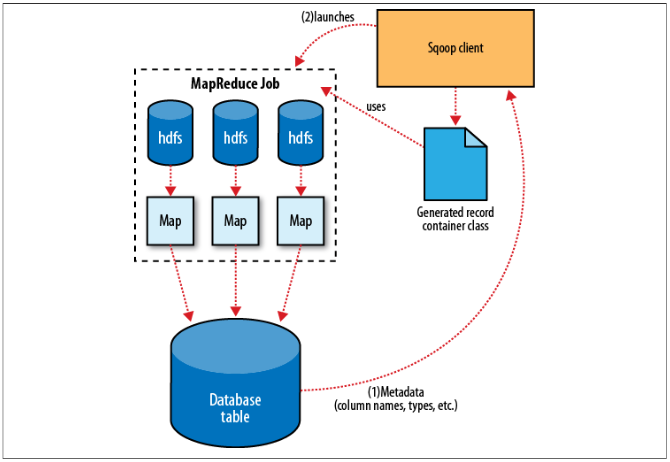 (2)launches
Sqoop client
MapReduce Job
uses
hdfs
hdfs
hdfs
Map
Map
Map
Generated record
container class
Database
table
(1)Metadata
(column names, types, etc.)